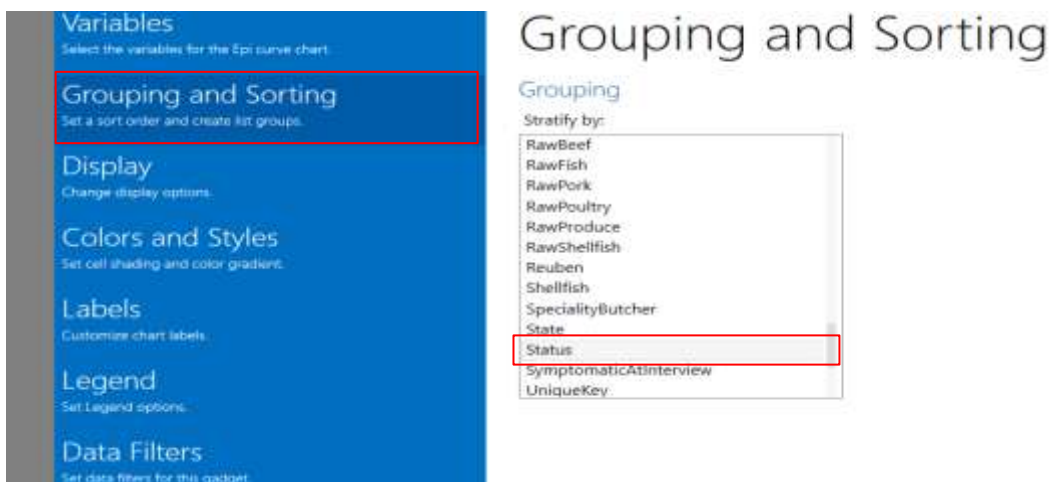 Variables
Select the variables for the Epi curve chart.
Grouping and Sorting
Set a sort order and create list groups.
Display
Change display options.
Colors and Styles
Set cell shading and color gradient.
Labels
Customize chart labels.
Legend
Set Legend options.
Data Filters
Set data filters for this gadget.
Grouping and Sorting
Grouping
Stratify by:
RawBeef
RawFish
RawPork
RawPoultry
RawProduce
RawShellfish
Reuben
Shellfish
SpecialityButcher
State
Status
SymptomaticAtInterview
UniqueKey